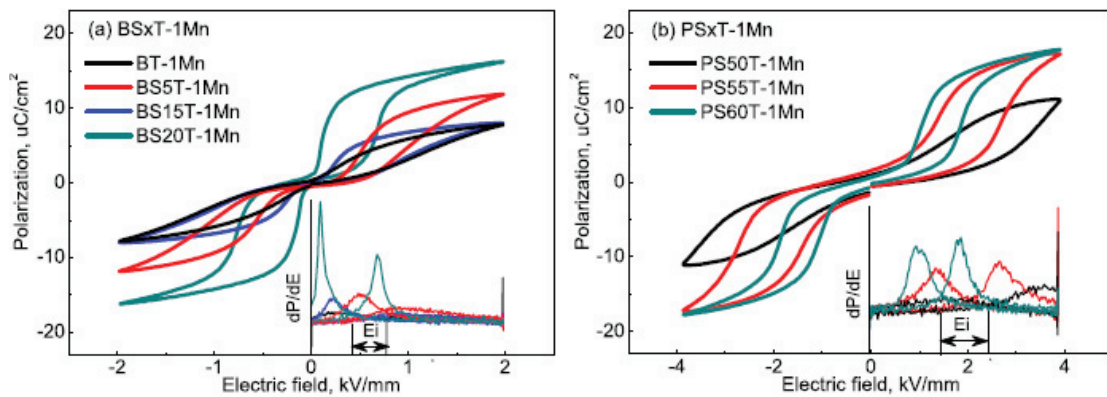 (a) BSxT-1Mn
BT-1Mn
BS5T-1Mn
BS15T-1Mn
BS20T-1Mn
Polarization, uC/cm²
20
10
0
-10
-20
dP/dE
Ei
-2
-1
0
1
2
Electric field, kV/mm
(b) PSxT-1Mn
PS50T-1Mn
PS55T-1Mn
PS60T-1Mn
Polarization, uC/cm²
20
10
0
-10
-20
dP/dE
Ei
-4
-2
0
2
4
Electric field, kV/mm